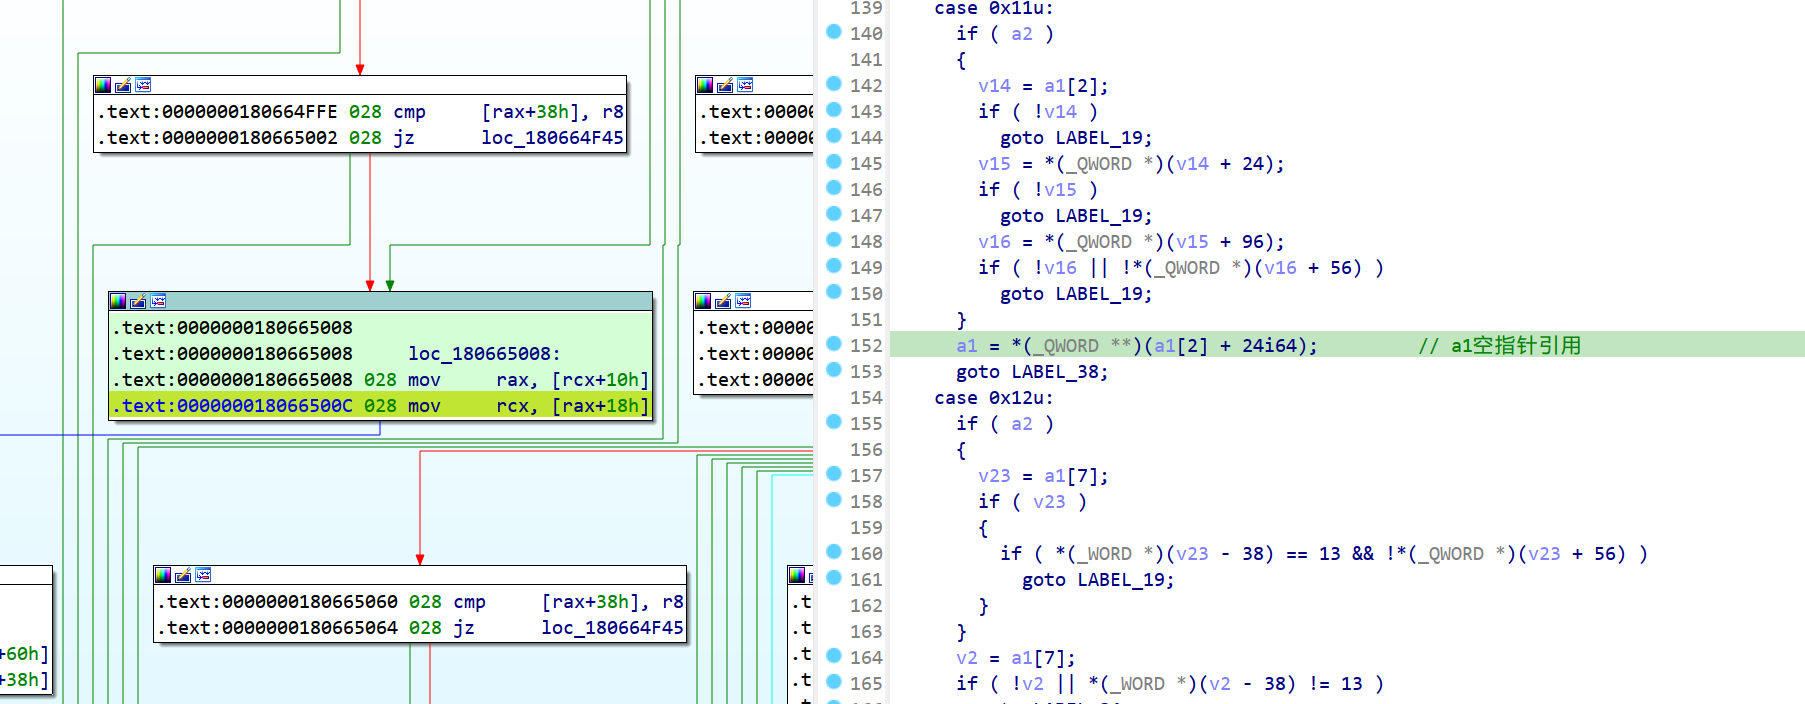 .text:0000000180664FFE 028 cmp [rax+38h], r8
.text:0000000180665002 028 jz loc_180664F45
.text:00000
.text:00000
.text:0000000180665008
.text:0000000180665008 loc_180665008:
.text:0000000180665008 028 mov rax, [rcx+10h]
.text:000000018066500C 028 mov rcx, [rax+18h]
.text:00000
.text:00000
.text:00000
+60h]
+38h]
.text:0000000180665060 028 cmp [rax+38h], r8
.text:0000000180665064 028 jz loc_180664F45
.t
.t
.t
.t
139 case 0x11u:
140 if ( a2 )
141 {
142 v14 = a1[2];
143 if ( !v14 )
144 goto LABEL_19;
145 v15 = *(_QWORD *)(v14 + 24);
146 if ( !v15 )
147 goto LABEL_19;
148 v16 = *(_QWORD *)(v15 + 96);
149 if ( !v16 || !*(_QWORD *)(v16 + 56) )
150 goto LABEL_19;
151 }
152 a1 = *(_QWORD **)(a1[2] + 24i64); // a1空指针引用
153 goto LABEL_38;
154 case 0x12u:
155 if ( a2 )
156 {
157 v23 = a1[7];
158 if ( v23 )
159 {
160 if ( *(_WORD *)(v23 - 38) == 13 && !*(_QWORD *)(v23 + 56) )
161 goto LABEL_19;
162 }
163 }
164 v2 = a1[7];
165 if ( !v2 || *(_WORD *)(v2 - 38) != 13 )